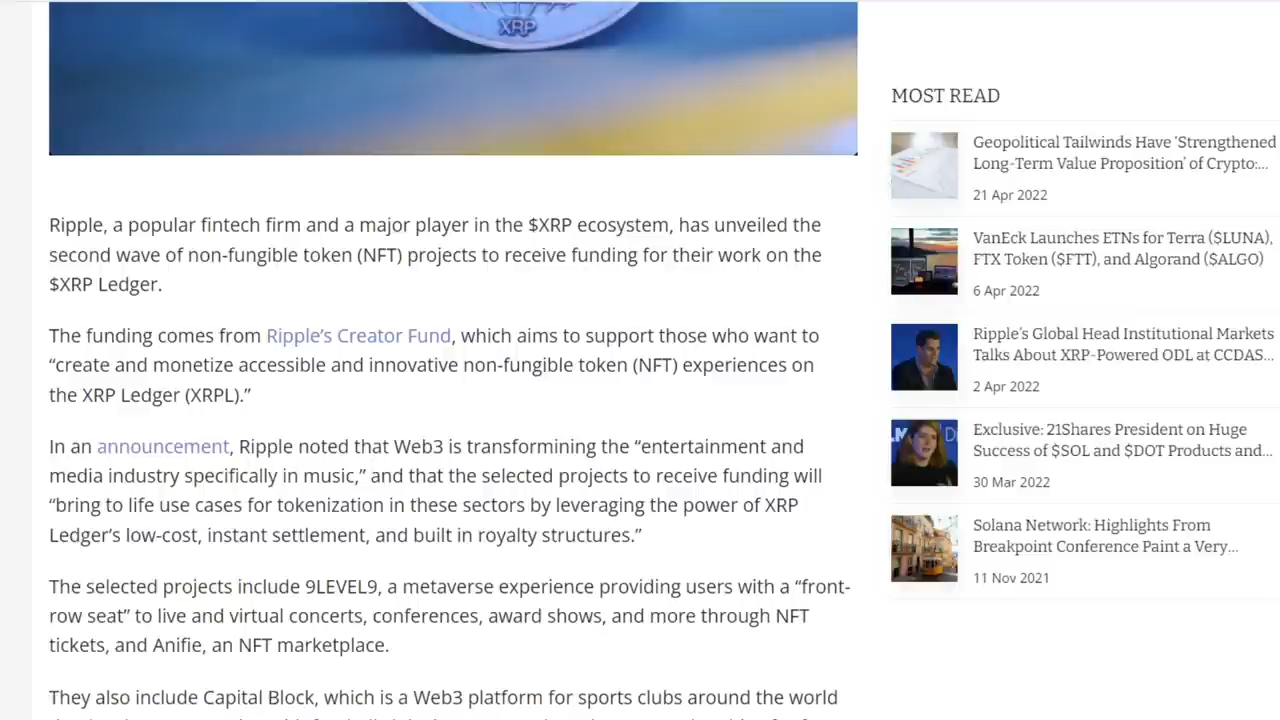 XRP
Ripple, a popular fintech firm and a major player in the $XRP ecosystem, has unveiled the
second wave of non-fungible token (NFT) projects to receive funding for their work on the
$XRP Ledger.
The funding comes from Ripple’s Creator Fund, which aims to support those who want to
“create and monetize accessible and innovative non-fungible token (NFT) experiences on
the XRP Ledger (XRPL).”
In an announcement, Ripple noted that Web3 is transforming the “entertainment and
media industry specifically in music,” and that the selected projects to receive funding will
“bring to life use cases for tokenization in these sectors by leveraging the power of XRP
Ledger’s low-cost, instant settlement, and built in royalty structures.”
The selected projects include 9LEVEL9, a metaverse experience providing users with a “front-
row seat” to live and virtual concerts, conferences, award shows, and more through NFT
tickets, and Anifie, an NFT marketplace.
They also include Capital Block, which is a Web3 platform for sports clubs around the world
MOST READ
Geopolitical Tailwinds Have ‘Strengthened
Long-Term Value Proposition’ of Crypto:...
21 Apr 2022
VanEck Launches ETNs for Terra ($LUNA),
FTX Token ($FTT), and Algorand ($ALGO)
6 Apr 2022
Ripple’s Global Head Institutional Markets
Talks About XRP-Powered ODL at CCDAS...
2 Apr 2022
Exclusive: 21Shares President on Huge
Success of $SOL and $DOT Products and...
30 Mar 2022
Solana Network: Highlights From
Breakpoint Conference Paint a Very...
11 Nov 2021